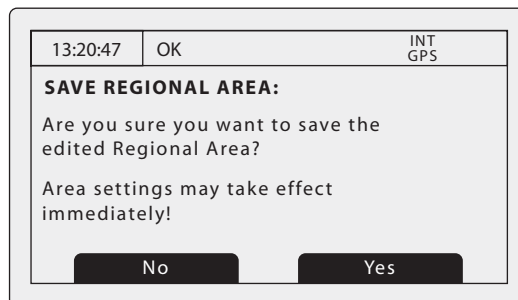 13:20:47 OK INT
GPS
SAVE REGIONAL AREA:
Are you sure you want to save the
edited Regional Area?
Area settings may take effect
immediately!
No Yes